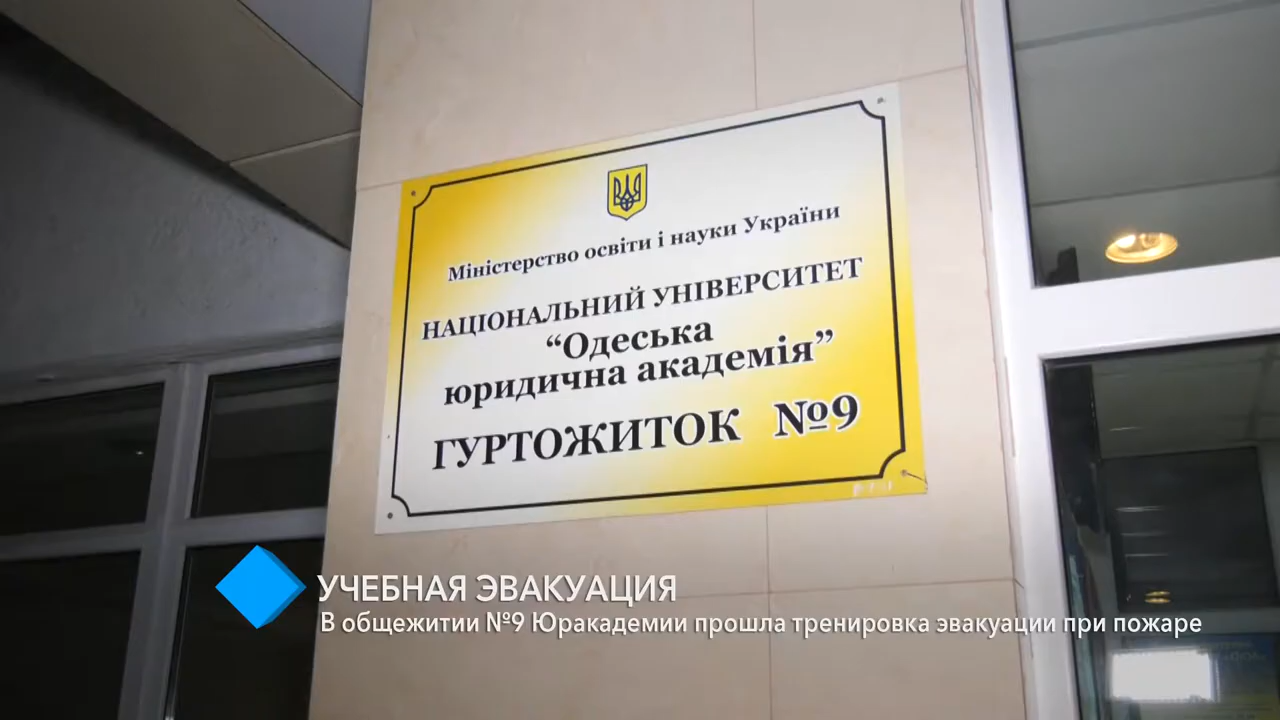 Міністерство освіти і науки України
НАЦІОНАЛЬНИЙ УНІВЕРСИТЕТ
“Одеська
юридична академія”
ГУРТОЖИТОК №9
УЧЕБНАЯ ЭВАКУАЦИЯ
В общежитии №9 Юракадемии прошла тренировка эвакуации при пожаре